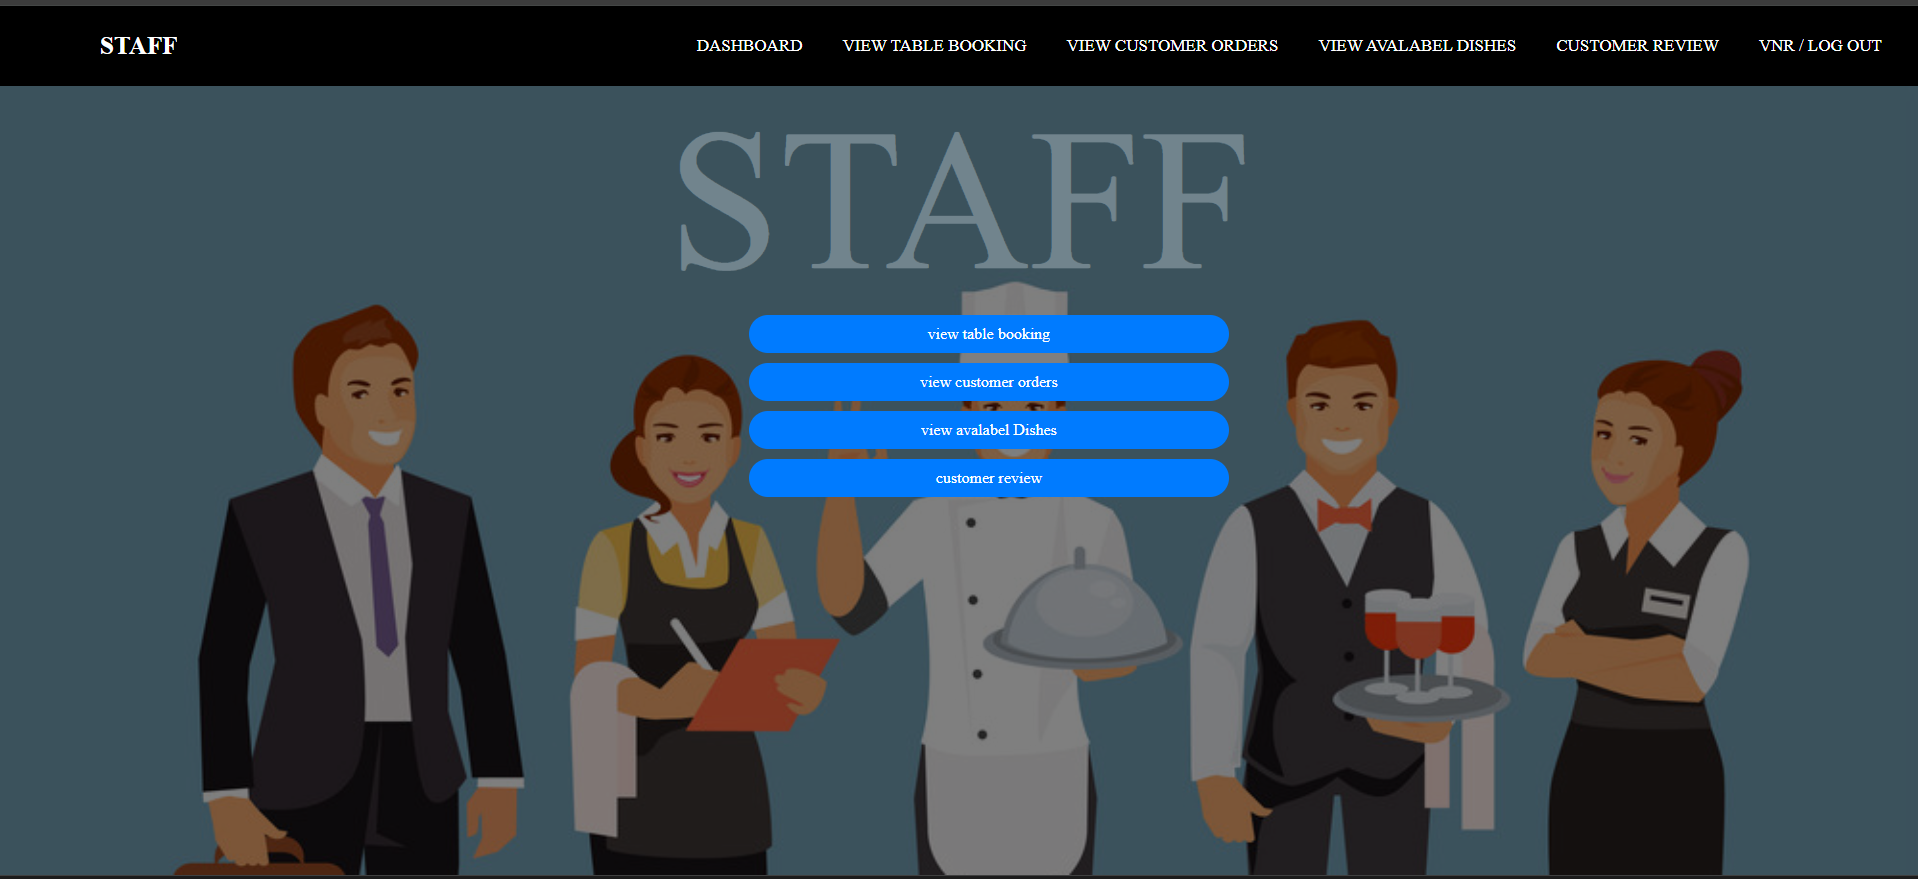 STAFF DASHBOARD VIEW TABLE BOOKING VIEW CUSTOMER ORDERS VIEW AVALABEL DISHES CUSTOMER REVIEW VNR / LOG OUT
STAFF
view table booking
view customer orders
view avalabel Dishes
customer review